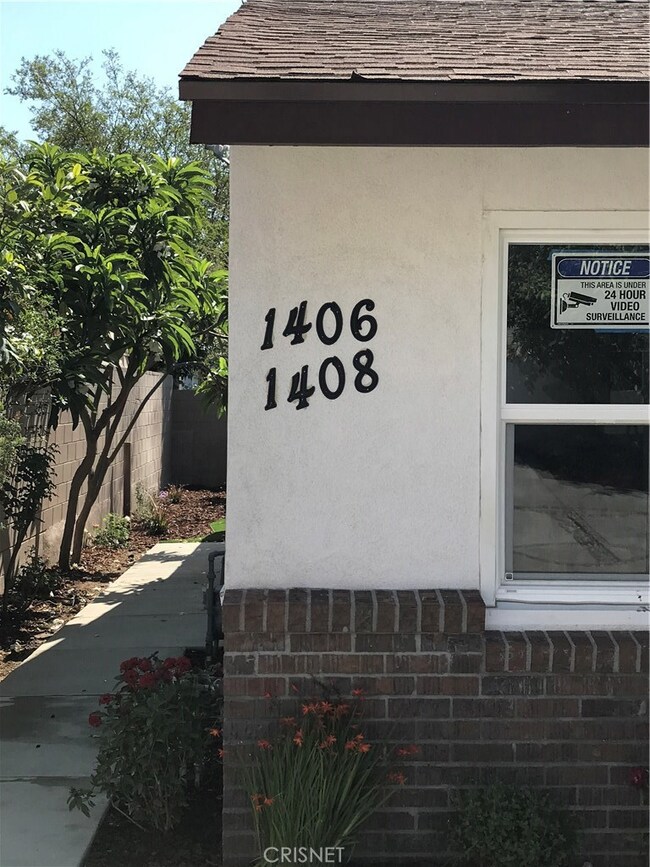 NOTICE
THIS AREA IS UNDER
24 HOUR
VIDEO
SURVEILLANCE
1406
1408
CRISNET